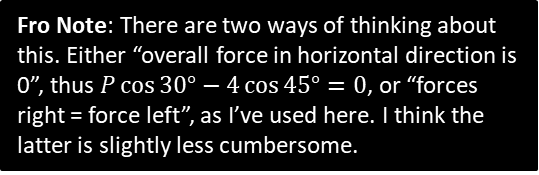 Fro Note: There are two ways of thinking about
this. Either “overall force in horizontal direction is
0”, thus 𝑃 cos 30° − 4 cos 45° = 0, or “forces
right = force left”, as I’ve used here. I think the
latter is slightly less cumbersome.